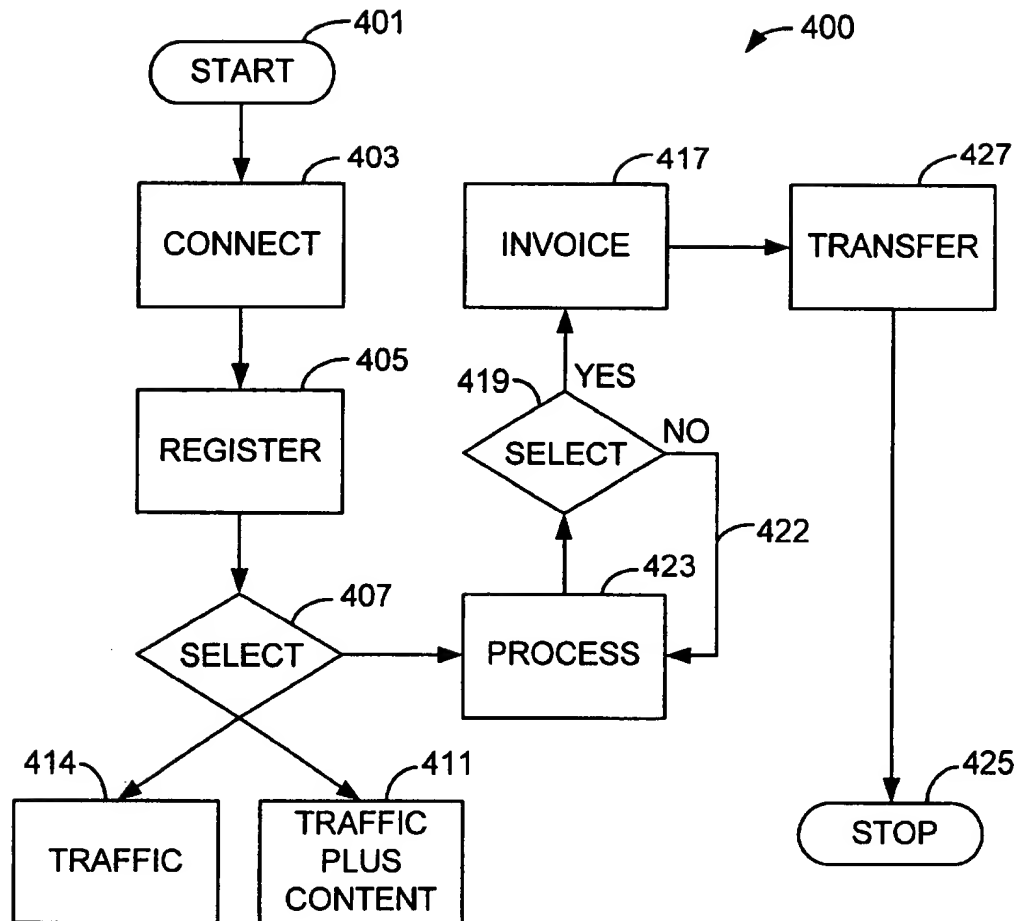 401
400
START
403
417
427
CONNECT
INVOICE
TRANSFER
405
419
YES
REGISTER
SELECT
NO
422
407
423
SELECT
PROCESS
414
411
425
TRAFFIC
TRAFFIC
PLUS
CONTENT
STOP